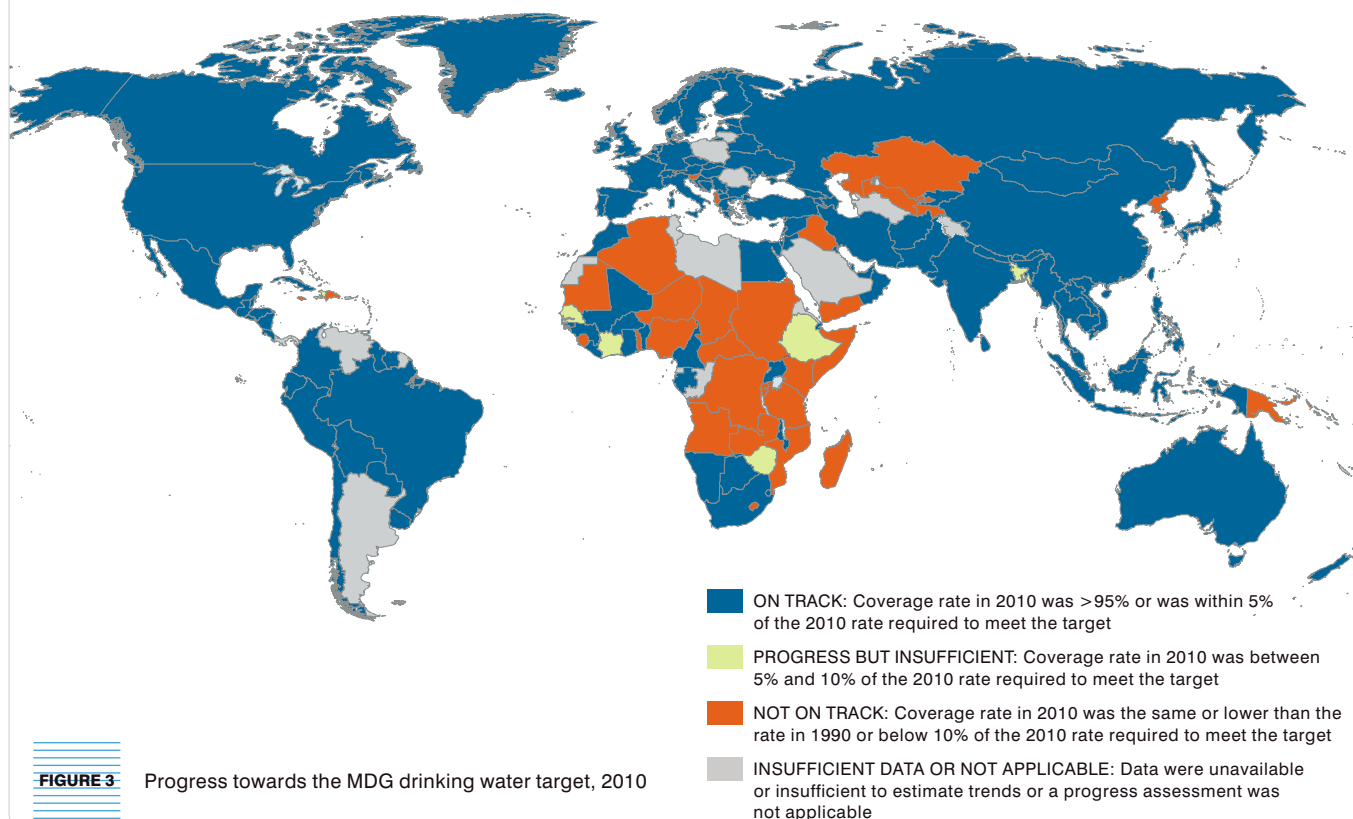 ON TRACK: Coverage rate in 2010 was >95% or was within 5%
of the 2010 rate required to meet the target
PROGRESS BUT INSUFFICIENT: Coverage rate in 2010 was between
5% and 10% of the 2010 rate required to meet the target
NOT ON TRACK: Coverage rate in 2010 was the same or lower than the
rate in 1990 or below 10% of the 2010 rate required to meet the target
INSUFFICIENT DATA OR NOT APPLICABLE: Data were unavailable
or insufficient to estimate trends or a progress assessment was
not applicable
FIGURE 3 Progress towards the MDG drinking water target, 2010